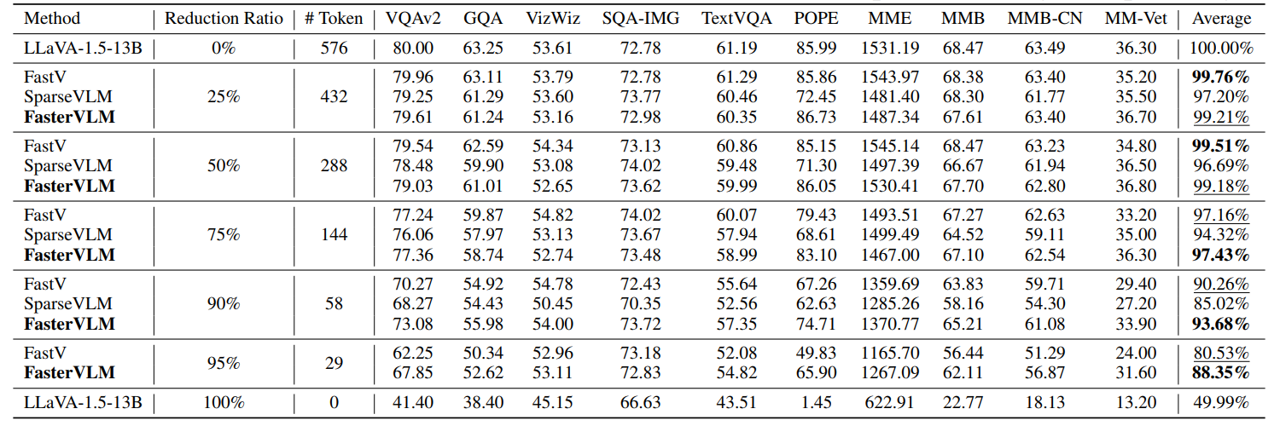 Method Reduction Ratio # Token VQAv2 GQA VizWiz SQA-IMG TextVQA POPE MME MMB MMB-CN MM-Vet Average
LLaVA-1.5-13B 0% 576 80.00 63.25 53.61 72.78 61.19 85.99 1531.19 68.47 63.49 36.30 100.00%
FastV 79.96 63.11 53.79 72.78 61.29 85.86 1543.97 68.38 63.40 35.20 99.76%
SparseVLM 25% 432 79.25 61.29 53.60 73.77 60.46 72.45 1481.40 68.30 61.77 35.50 97.20%
FasterVLM 79.61 61.24 53.16 72.98 60.35 86.73 1487.34 67.61 63.40 36.70 99.21%
FastV 79.54 62.59 54.34 73.13 60.86 85.15 1545.14 68.47 63.23 34.80 99.51%
SparseVLM 50% 288 78.48 59.90 53.08 74.02 59.48 71.30 1497.39 66.67 61.94 36.50 96.69%
FasterVLM 79.03 61.01 52.65 73.62 59.99 86.05 1530.41 67.70 62.80 36.80 99.18%
FastV 77.24 59.87 54.82 74.02 60.07 79.43 1493.51 67.27 62.63 33.20 97.16%
SparseVLM 75% 144 76.06 57.97 53.13 73.67 57.94 68.61 1499.49 64.52 59.11 35.00 94.32%
FasterVLM 77.36 58.74 52.74 73.48 58.99 83.10 1467.00 67.10 62.54 36.30 97.43%
FastV 70.27 54.92 54.78 72.43 55.64 67.26 1359.69 63.83 59.71 29.40 90.26%
SparseVLM 90% 58 68.27 54.43 50.45 70.35 52.56 62.63 1285.26 58.16 54.30 27.20 85.02%
FasterVLM 73.08 55.98 54.00 73.72 57.35 74.71 1370.77 65.21 61.08 33.90 93.68%
FastV 95% 29 62.25 50.34 52.96 73.18 52.08 49.83 1165.70 56.44 51.29 24.00 80.53%
FasterVLM 67.85 52.62 53.11 72.83 54.82 65.90 1267.09 62.11 56.87 31.60 88.35%
LLaVA-1.5-13B 100% 0 41.40 38.40 45.15 66.63 43.51 1.45 622.91 22.77 18.13 13.20 49.99%